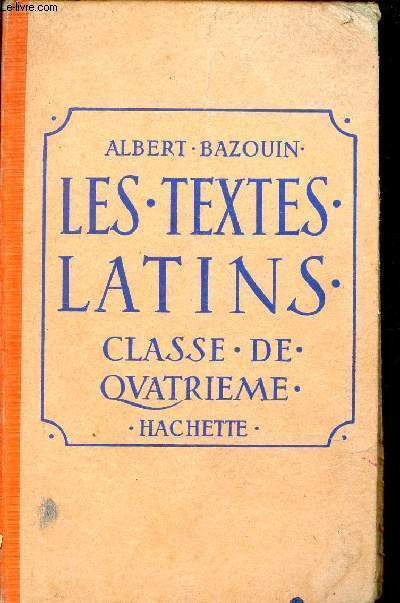 Le-livre.com
ALBERT · BAZOUIN ·
LES · TEXTES ·
LATINS ·
CLASSE · DE ·
QVATRIEME ·
· HACHETTE ·